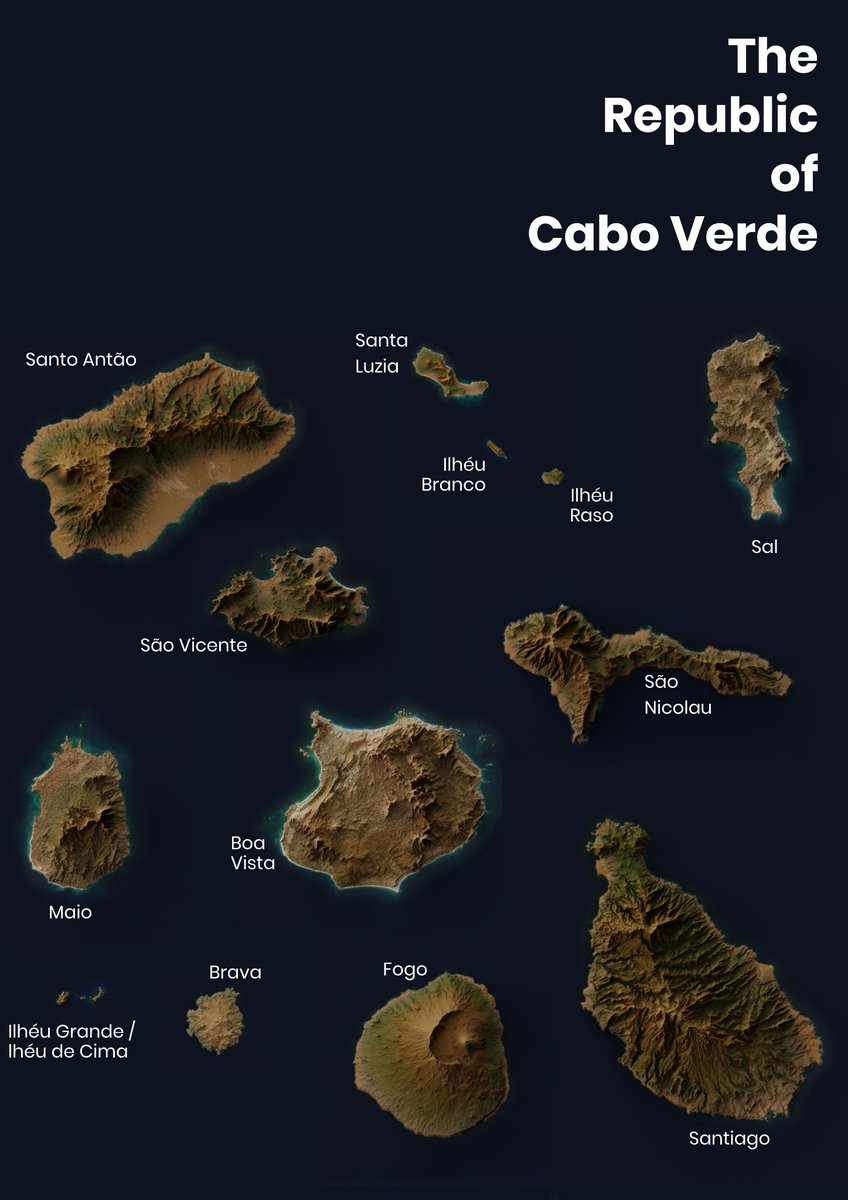 The
Republic
of
Cabo Verde
Santo Antão
Santa
Luzia
Ilhéu
Branco
Ilhéu
Raso
Sal
São Vicente
São
Nicolau
Boa
Vista
Maio
Brava
Fogo
Ilhéu Grande /
lhéu de Cima
Santiago